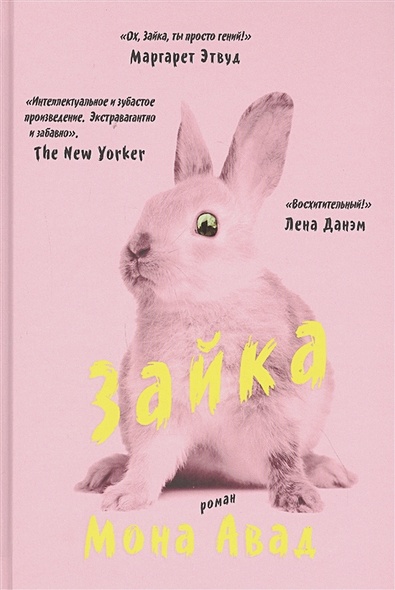 «Ох, Зайка, ты просто гений!»
Маргарет Этвуд
«Интеллектуальное и зубастое
произведение. Экстравагантно
и забавно».
The New Yorker
«Восхитительный!»
Лена Данэм
Зайка
роман
Мона Авад